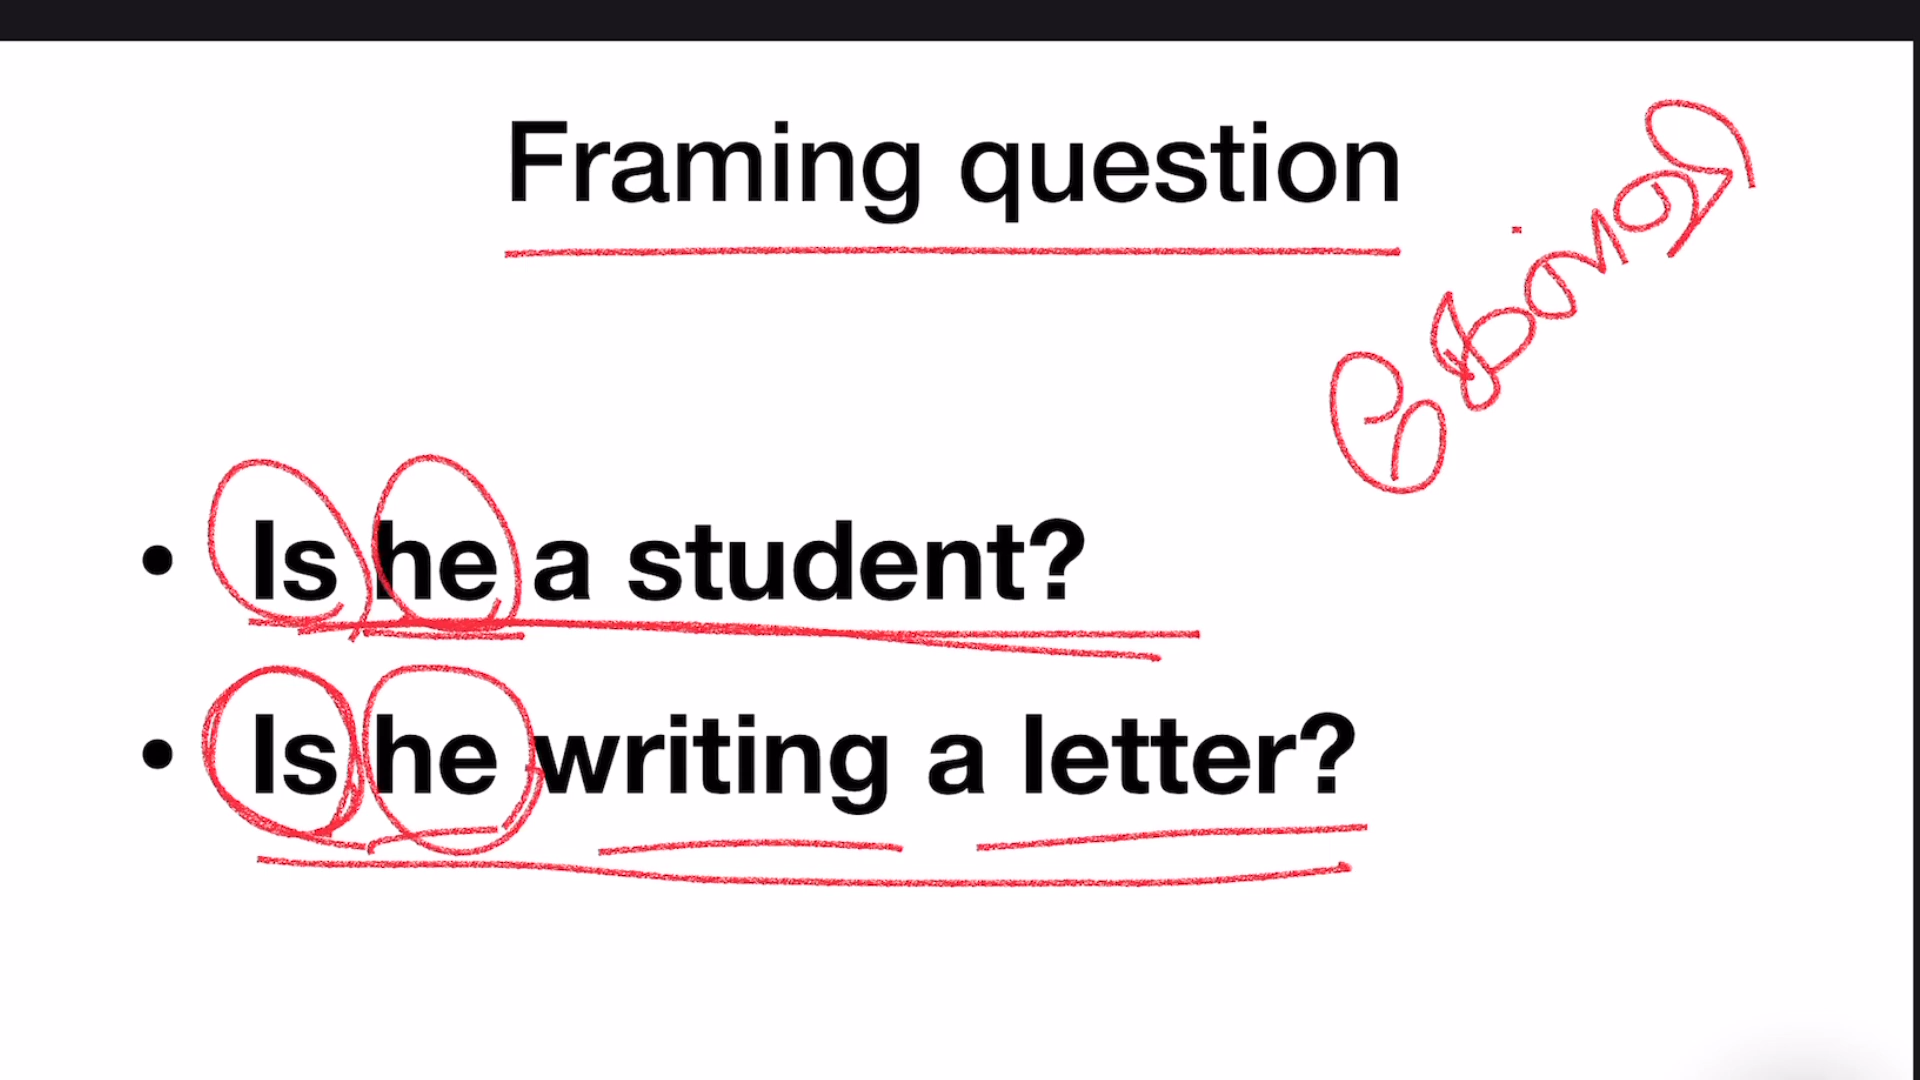 Framing question
• Is he a student?
• Is he writing a letter?